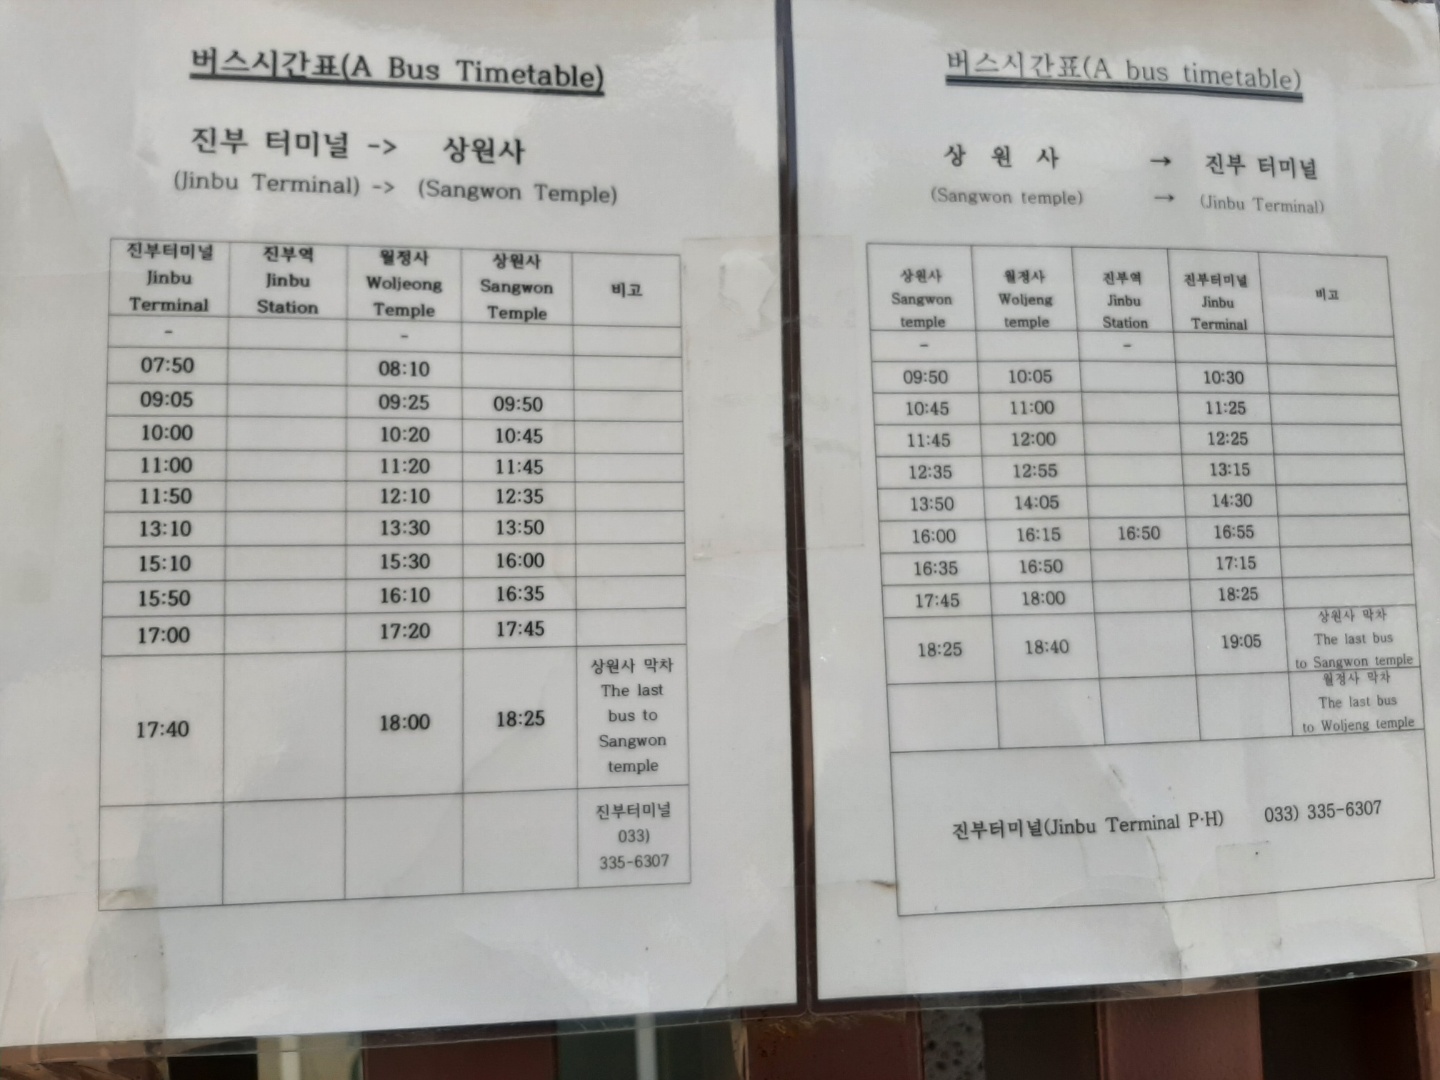 버스시간표(A Bus Timetable)
진부 터미널 -> 상원사
(Jinbu Terminal) -> (Sangwon Temple)
진부터미널 Jinbu Terminal 진부역 Jinbu Station 월정사 Woljeong Temple 상원사 Sangwon Temple 비고
- -
07:50 08:10
09:05 09:25 09:50
10:00 10:20 10:45
11:00 11:20 11:45
11:50 12:10 12:35
13:10 13:30 13:50
15:10 15:30 16:00
15:50 16:10 16:35
17:00 17:20 17:45
17:40 18:00 18:25 상원사 막차 The last bus to Sangwon temple
진부터미널
033)
335-6307
버스시간표(A bus timetable)
상 원 사 → 진부 터미널
(Sangwon temple) → (Jinbu Terminal)
상원사 Sangwon temple 월정사 Woljeng temple 진부역 Jinbu Station 진부터미널 Jinbu Terminal 비고
- -
09:50 10:05 10:30
10:45 11:00 11:25
11:45 12:00 12:25
12:35 12:55 13:15
13:50 14:05 14:30
16:00 16:15 16:50 16:55
16:35 16:50 17:15
17:45 18:00 18:25
18:25 18:40 19:05 상원사 막차 The last bus to Sangwon temple
월정사 막차 The last bus to Woljeng temple
진부터미널(Jinbu Terminal P·H) 033) 335-6307